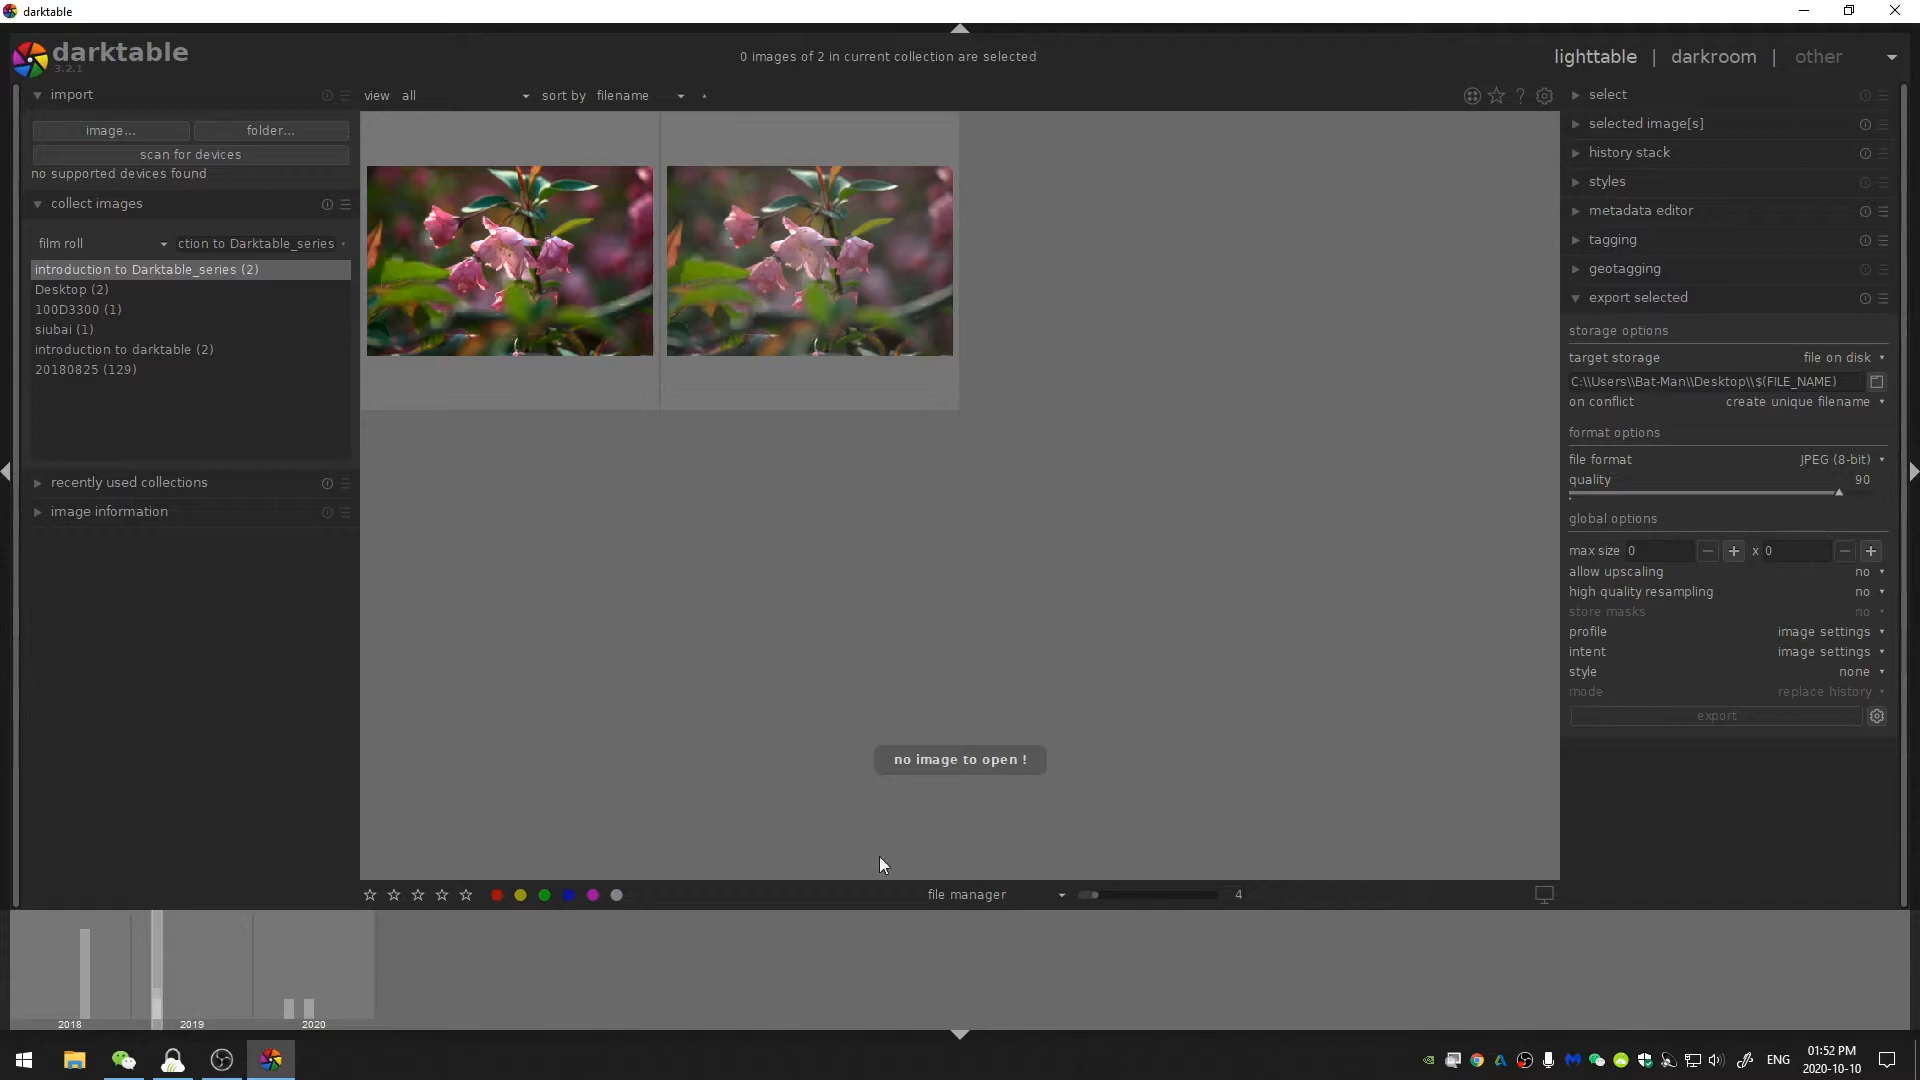 darktable
darktable
3.2.1
0 images of 2 in current collection are selected
lighttable | darkroom | other
import
image...
folder...
scan for devices
no supported devices found
collect images
film roll
ction to Darktable_series
introduction to Darktable_series (2)
Desktop (2)
100D3300 (1)
siubai (1)
introduction to darktable (2)
20180825 (129)
recently used collections
image information
view all
sort by filename
select
selected image[s]
history stack
styles
metadata editor
tagging
geotagging
export selected
storage options
target storage file on disk
C:\\Users\\Bat-Man\\Desktop\\$(FILE_NAME)
on conflict create unique filename
format options
file format JPEG (8-bit)
quality 90
global options
max size 0 x 0
allow upscaling no
high quality resampling no
store masks no
profile image settings
intent image settings
style none
mode replace history
export
no image to open !
file manager
4
2018
2019
2020
ENG
01:52 PM
2020-10-10